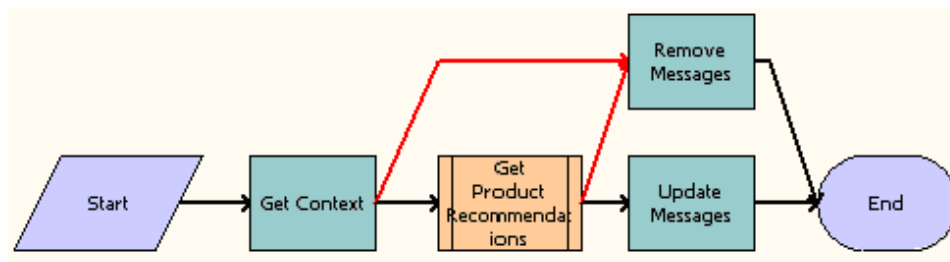 Remove
Messages
Start
Get Context
Get
Product
Recommendat
ions
Update
Messages
End